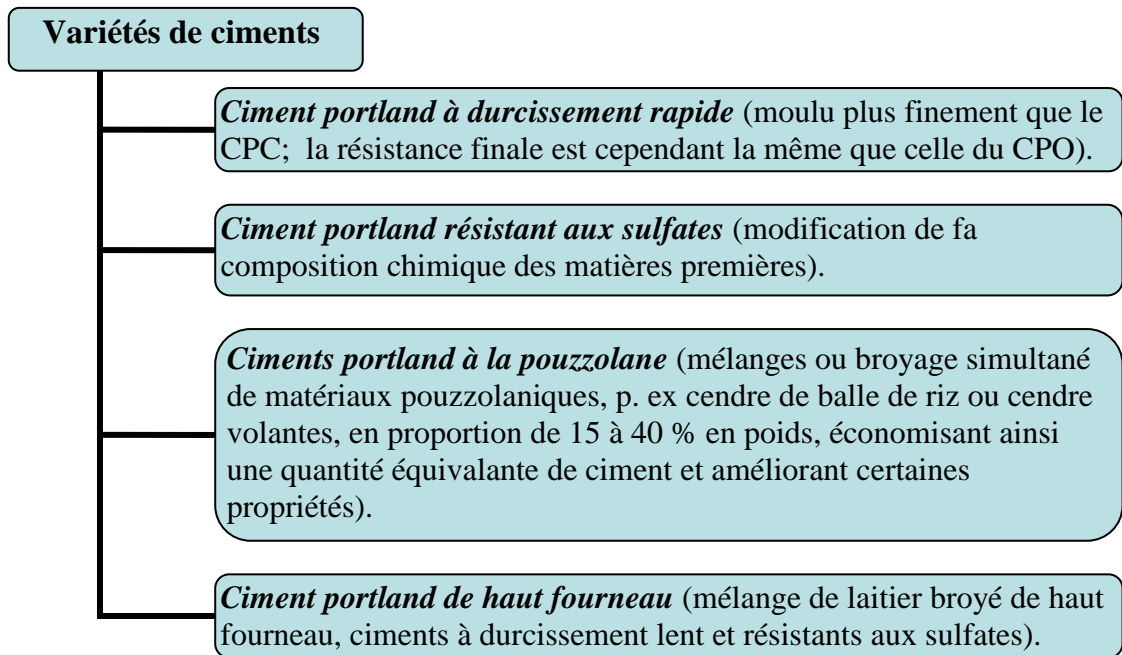 Variétés de ciments
Ciment portland à durcissement rapide (moulu plus finement que le
CPC; la résistance finale est cependant la même que celle du CPO).
Ciment portland résistant aux sulfates (modification de fa
composition chimique des matières premières).
Ciments portland à la pouzzolane (mélanges ou broyage simultané
de matériaux pouzzolaniques, p. ex cendre de balle de riz ou cendre
volantes, en proportion de 15 à 40 % en poids, économisant ainsi
une quantité équivalante de ciment et améliorant certaines
propriétés).
Ciment portland de haut fourneau (mélange de laitier broyé de haut
fourneau, ciments à durcissement lent et résistants aux sulfates).